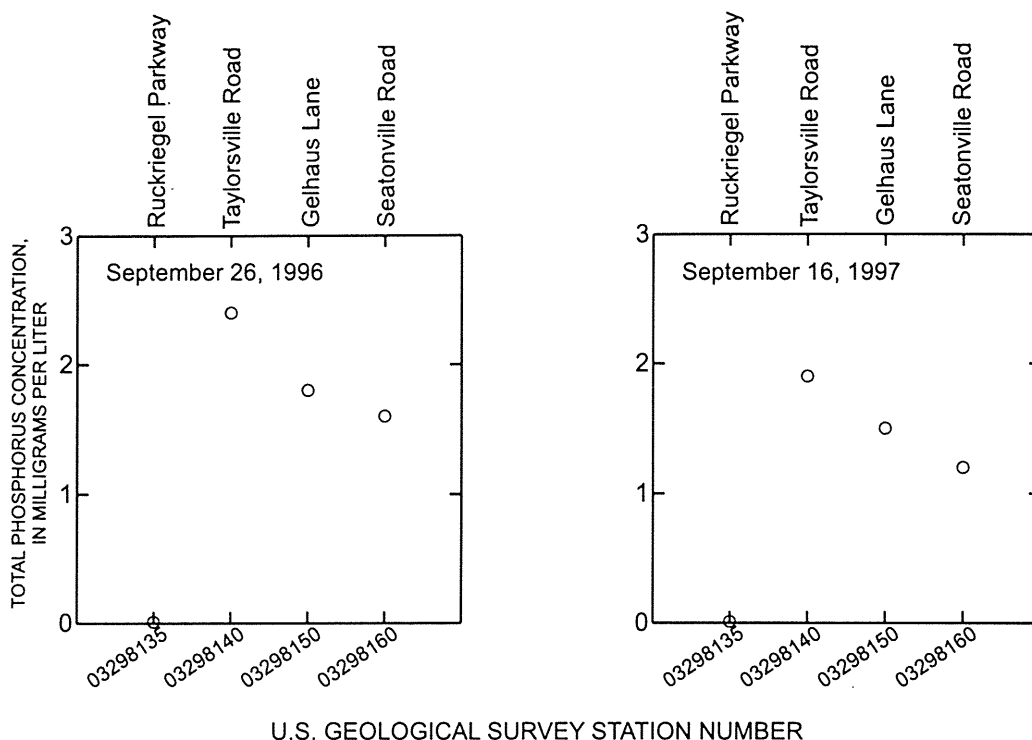 Ruckriegel Parkway
Taylorsville Road
Gelhaus Lane
Seatonville Road
TOTAL PHOSPHORUS CONCENTRATION,
IN MILLIGRAMS PER LITER
3
2
1
0
September 26, 1996
03298135
03298140
03298150
03298160
Ruckriegel Parkway
Taylorsville Road
Gelhaus Lane
Seatonville Road
3
2
1
0
September 16, 1997
03298135
03298140
03298150
03298160
U.S. GEOLOGICAL SURVEY STATION NUMBER